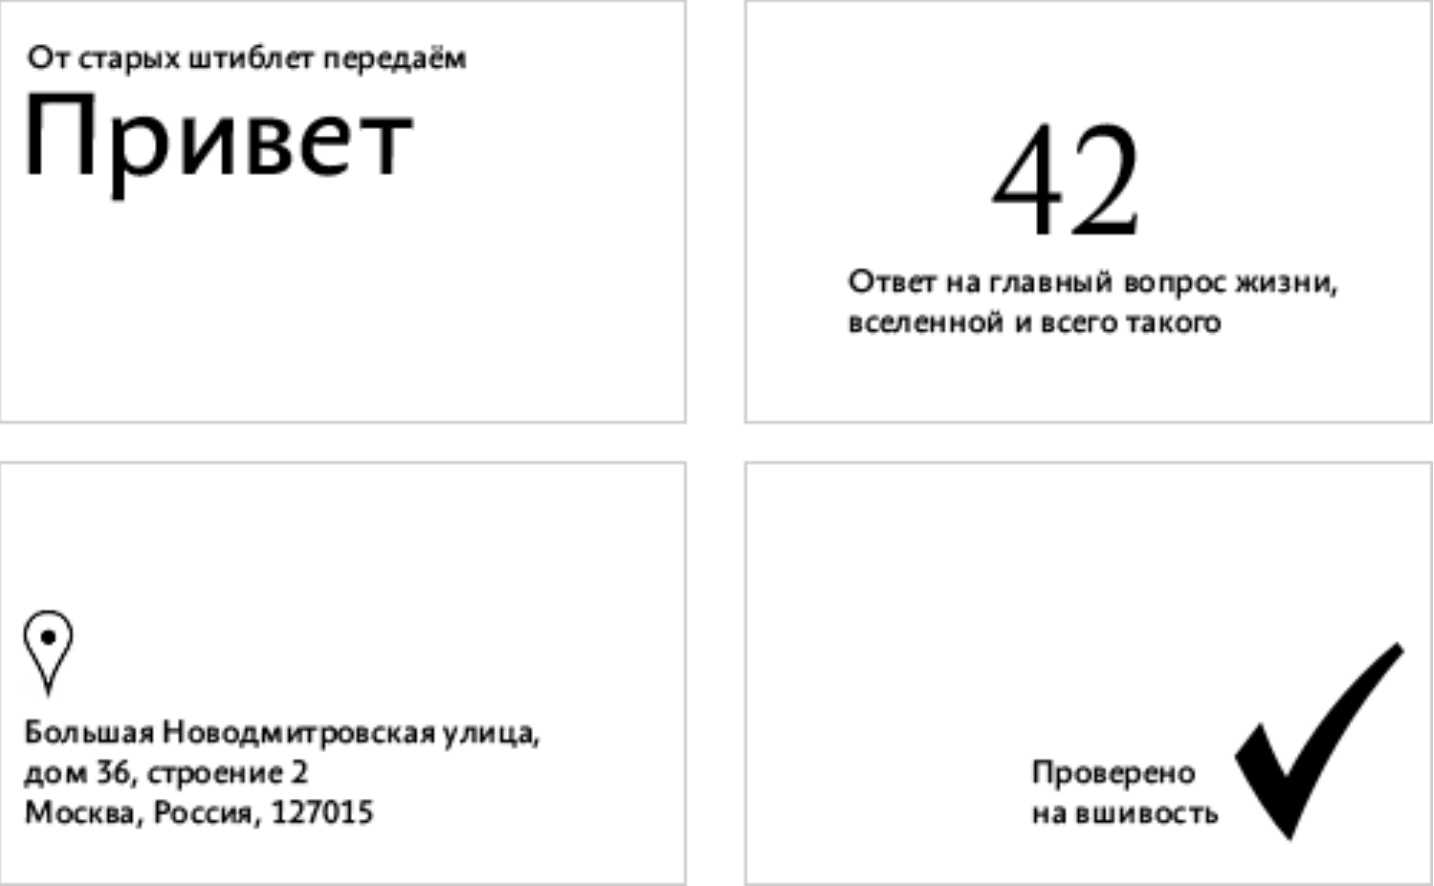 От старых штиблет передаём
Привет
42
Ответ на главный вопрос жизни,
вселенной и всего такого
Большая Новодмитровская улица,
дом 36, строение 2
Москва, Россия, 127015
Проверено
на вшивость